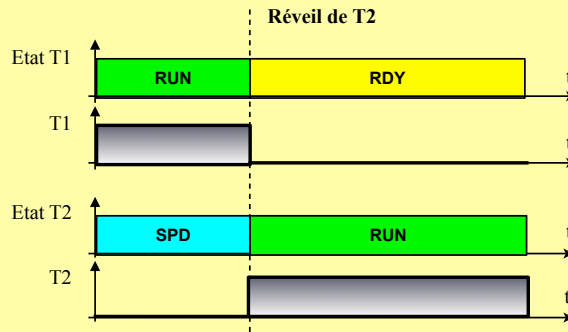 Réveil de T2
Etat T1
RUN
RDY
t
T1
t
Etat T2
SPD
RUN
t
T2
t